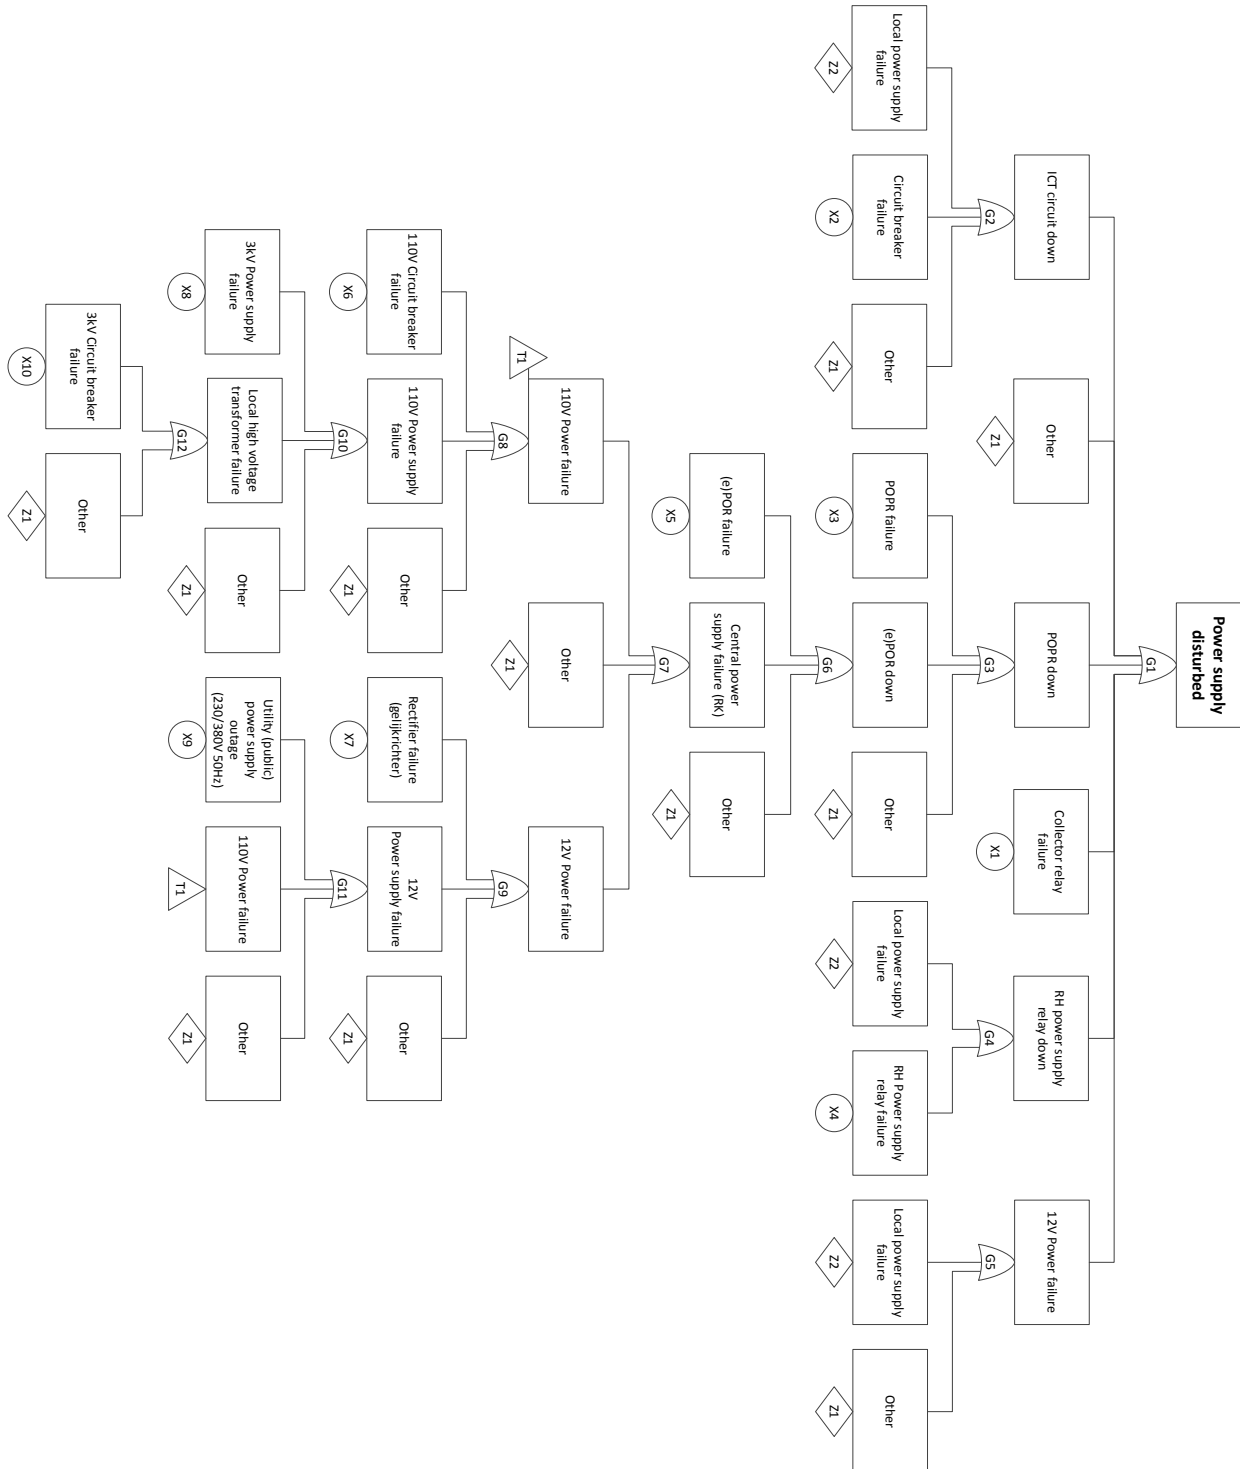 Power supply
disturbed
G1
ICT circuit down
Other
POPR down
Collector relay
failure
RH power supply
relay down
12V Power failure
G2
Z1
G3
X1
G4
G5
Local power supply
failure
Circuit breaker
failure
Other
POPR failure
(e)POR down
Other
Local power supply
failure
RH Power supply
relay failure
Local power supply
failure
Other
Z2
X2
Z1
X3
G6
Z1
Z2
X4
Z2
Z1
(e)POR failure
Central power
supply failure (RK)
Other
X5
G7
Z1
110V Power failure
Other
12V Power failure
T1
G8
Z1
G9
110V Circuit breaker
failure
110V Power supply
failure
Other
Rectifier failure
(gelijkrichter)
12V
Power supply failure
Other
X6
G10
Z1
X7
G11
Z1
3kV Power supply
failure
Local high voltage
transformer failure
Other
Utility (public)
power supply
outage
(230/380V 50Hz)
110V Power failure
Other
X8
G12
Z1
X9
T1
Z1
3kV Circuit breaker
failure
Other
X10
Z1